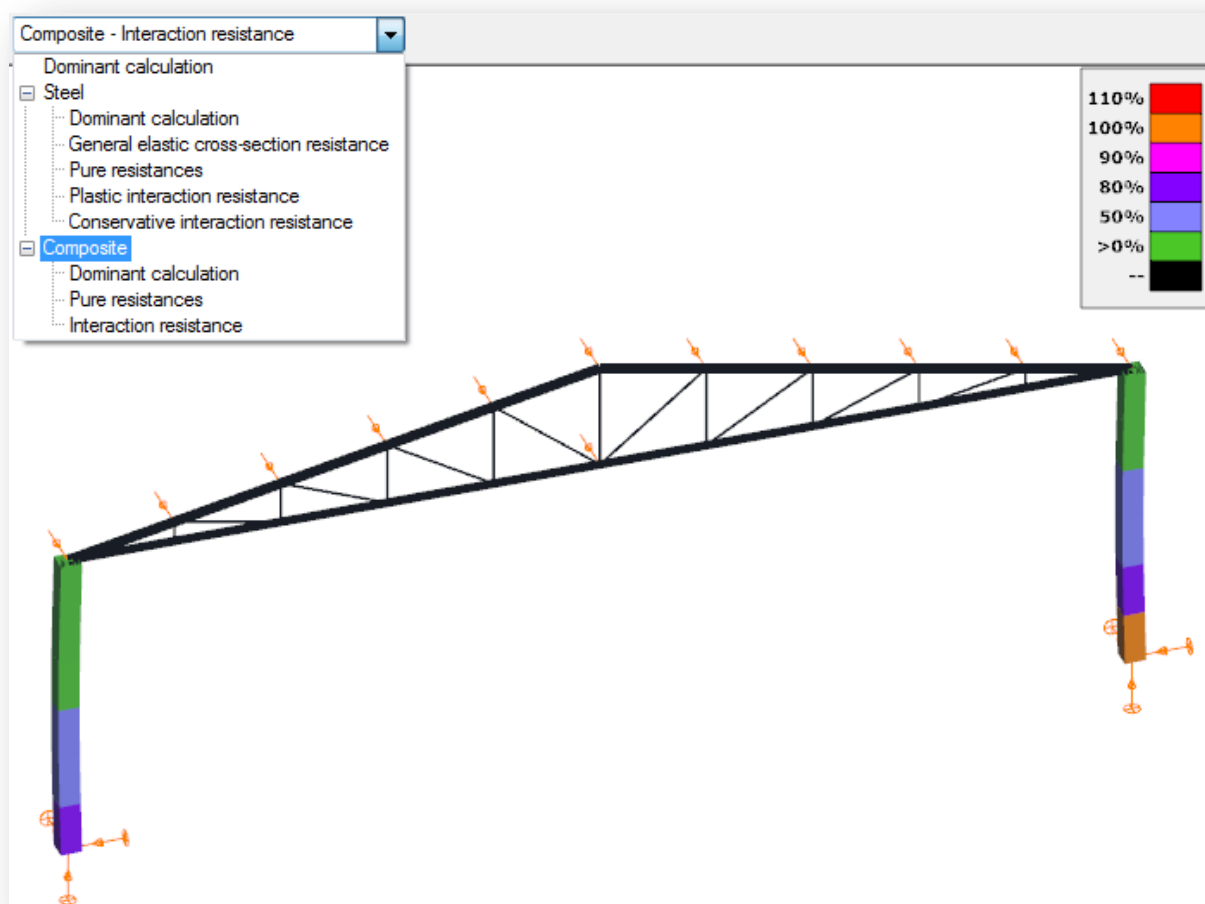 Composite - Interaction resistance
Dominant calculation
Steel
Dominant calculation
General elastic cross-section resistance
Pure resistances
Plastic interaction resistance
Conservative interaction resistance
Composite
Dominant calculation
Pure resistances
Interaction resistance
110%
100%
90%
80%
50%
>0%
--